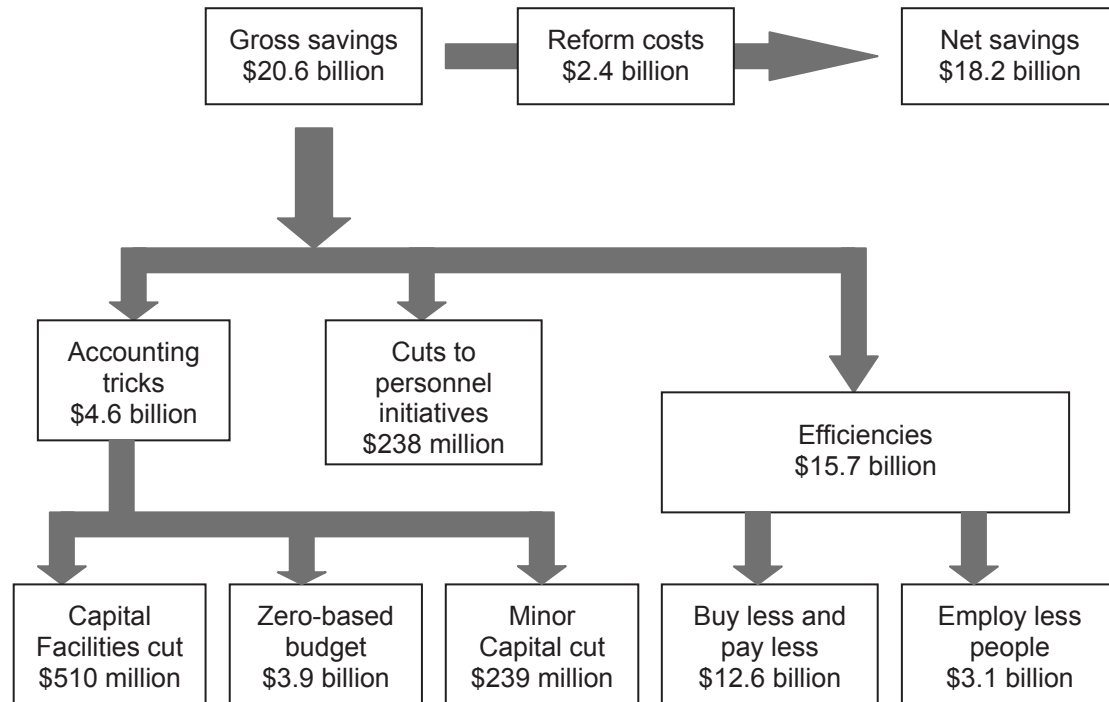 Gross savings
$20.6 billion
Reform costs
$2.4 billion
Net savings
$18.2 billion
Accounting
tricks
$4.6 billion
Cuts to
personnel
initiatives
$238 million
Efficiencies
$15.7 billion
Capital
Facilities cut
$510 million
Zero-based
budget
$3.9 billion
Minor
Capital cut
$239 million
Buy less and
pay less
$12.6 billion
Employ less
people
$3.1 billion